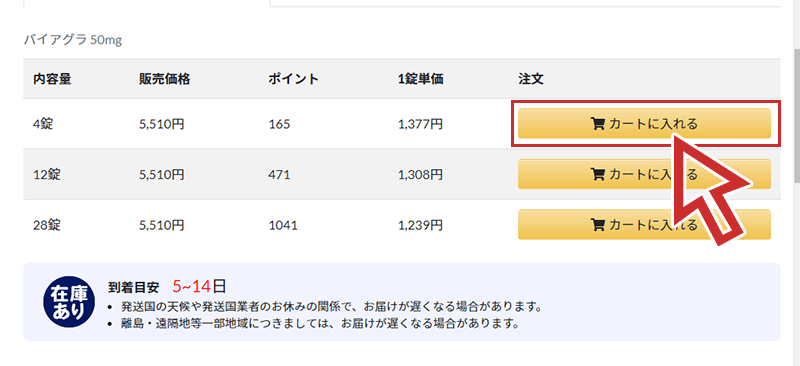 バイアグラ 50mg
内容量 販売価格 ポイント 1錠単価 注文
4錠 5,510円 165 1,377円 カートに入れる
12錠 5,510円 471 1,308円 カートに入れる
28錠 5,510円 1041 1,239円 カートに入れる
在庫あり
到着目安 5~14日
• 発送国の天候や発送国業者のお休みの関係で、お届けが遅くなる場合があります。
• 離島・遠隔地等一部地域につきましては、お届けが遅くなる場合があります。